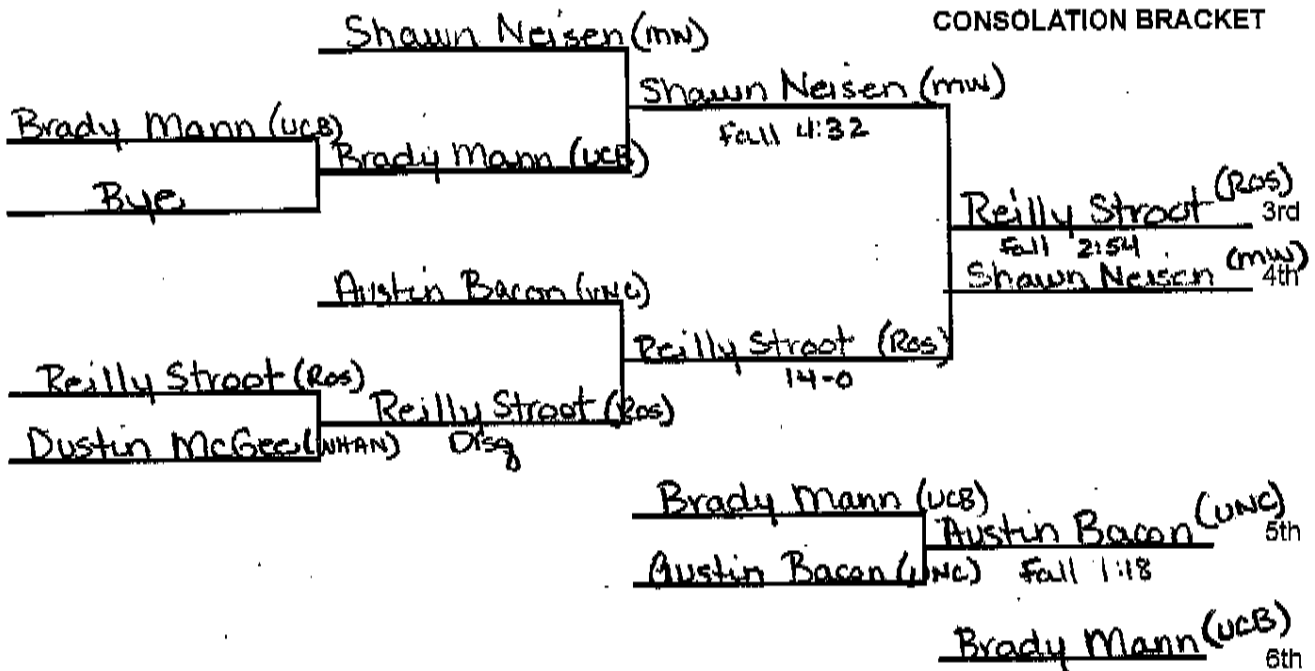 CONSOLATION BRACKET
Shawn Neisen (MW)
Shawn Neisen (MW)
Fall 4:32
Brady Mann (UCB)
Brady Mann (UCB)
Bye
Reilly Stroot (ROS)
3rd
Fall 2:54
Shawn Neisen (MW)
4th
Austin Bacon (UNC)
Reilly Stroot (Ros)
14-0
Reilly Stroot (Ros)
Reilly Stroot (Ros)
Disq
Dustin McGee (WHAN)
Brady Mann (UCB)
Austin Bacon (UNC)
5th
Austin Bacon (UNC)
Fall 1:18
Brady Mann (UCB)
6th